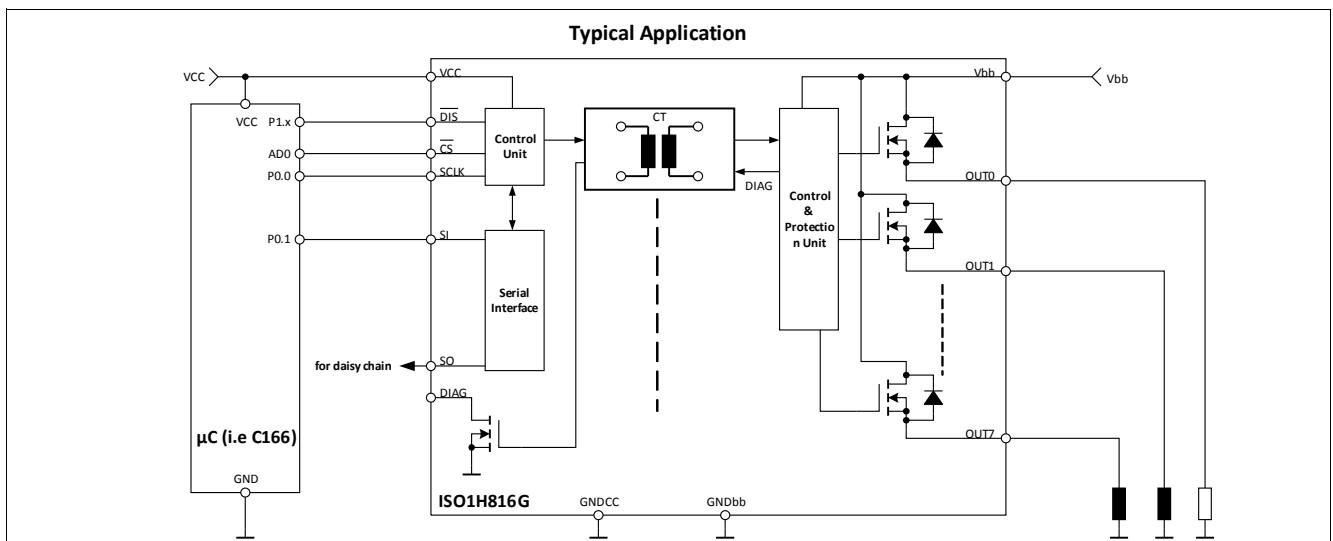 Typical Application
VCC
VCC
Vbb
Vbb
VCC
P1.x
DIS
AD0
CS
P0.0
SCLK
Control
Unit
CT
DIAG
OUT0
Control
&
Protectio
n Unit
P0.1
SI
OUT1
Serial
Interface
for daisy chain
SO
DIAG
µC (i.e C166)
OUT7
GND
ISO1H816G
GNDCC
GNDbb